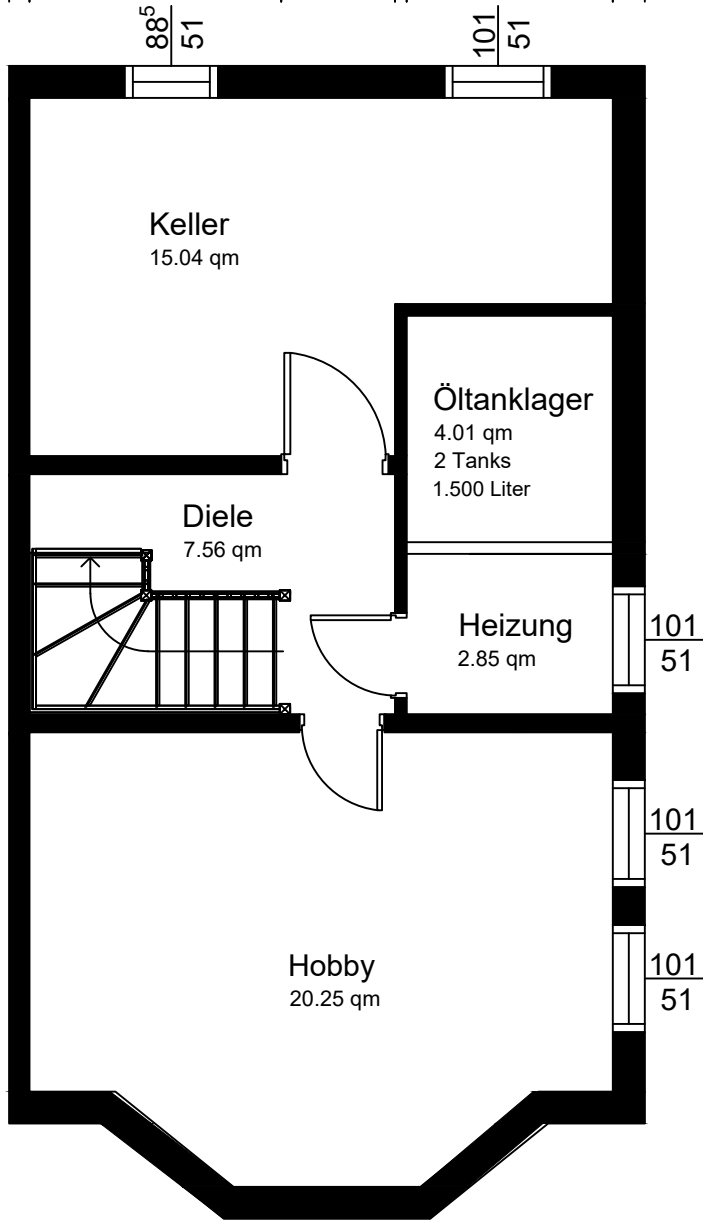 88⁵
51
101
51
Keller
15.04 qm
Öltanklager
4.01 qm
2 Tanks
1.500 Liter
Diele
7.56 qm
Heizung
2.85 qm
101
51
101
51
Hobby
20.25 qm
101
51